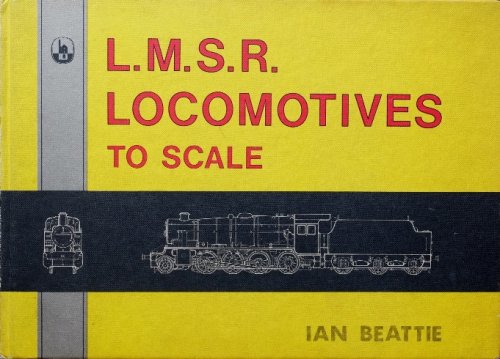 L.M.S.R.
LOCOMOTIVES
TO SCALE
IAN BEATTIE